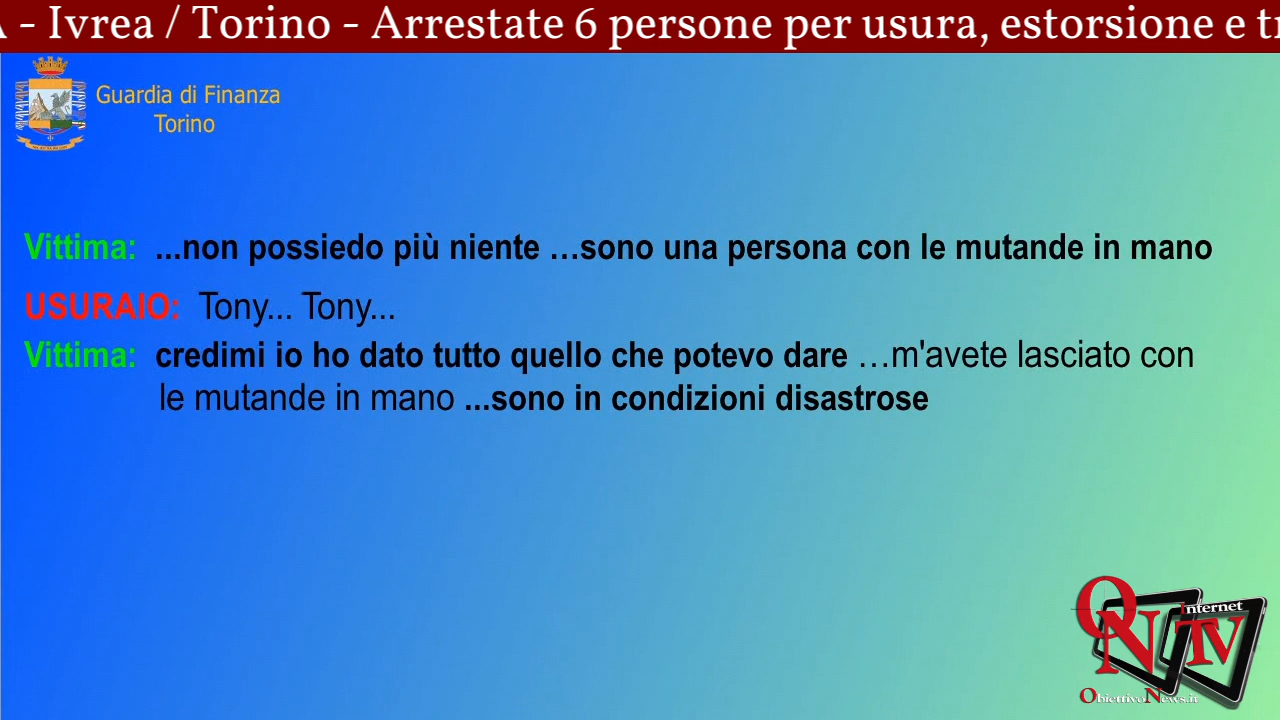 - Ivrea / Torino - Arrestate 6 persone per usura, estorsione e
Guardia di Finanza
Torino
Vittima: ...non possiedo più niente ...sono una persona con le mutande in mano
USURAIO: Tony... Tony...
Vittima: credimi io ho dato tutto quello che potevo dare ...m'avete lasciato con
le mutande in mano ...sono in condizioni disastrose
ON Internet
TV
ObiettivoNews.it